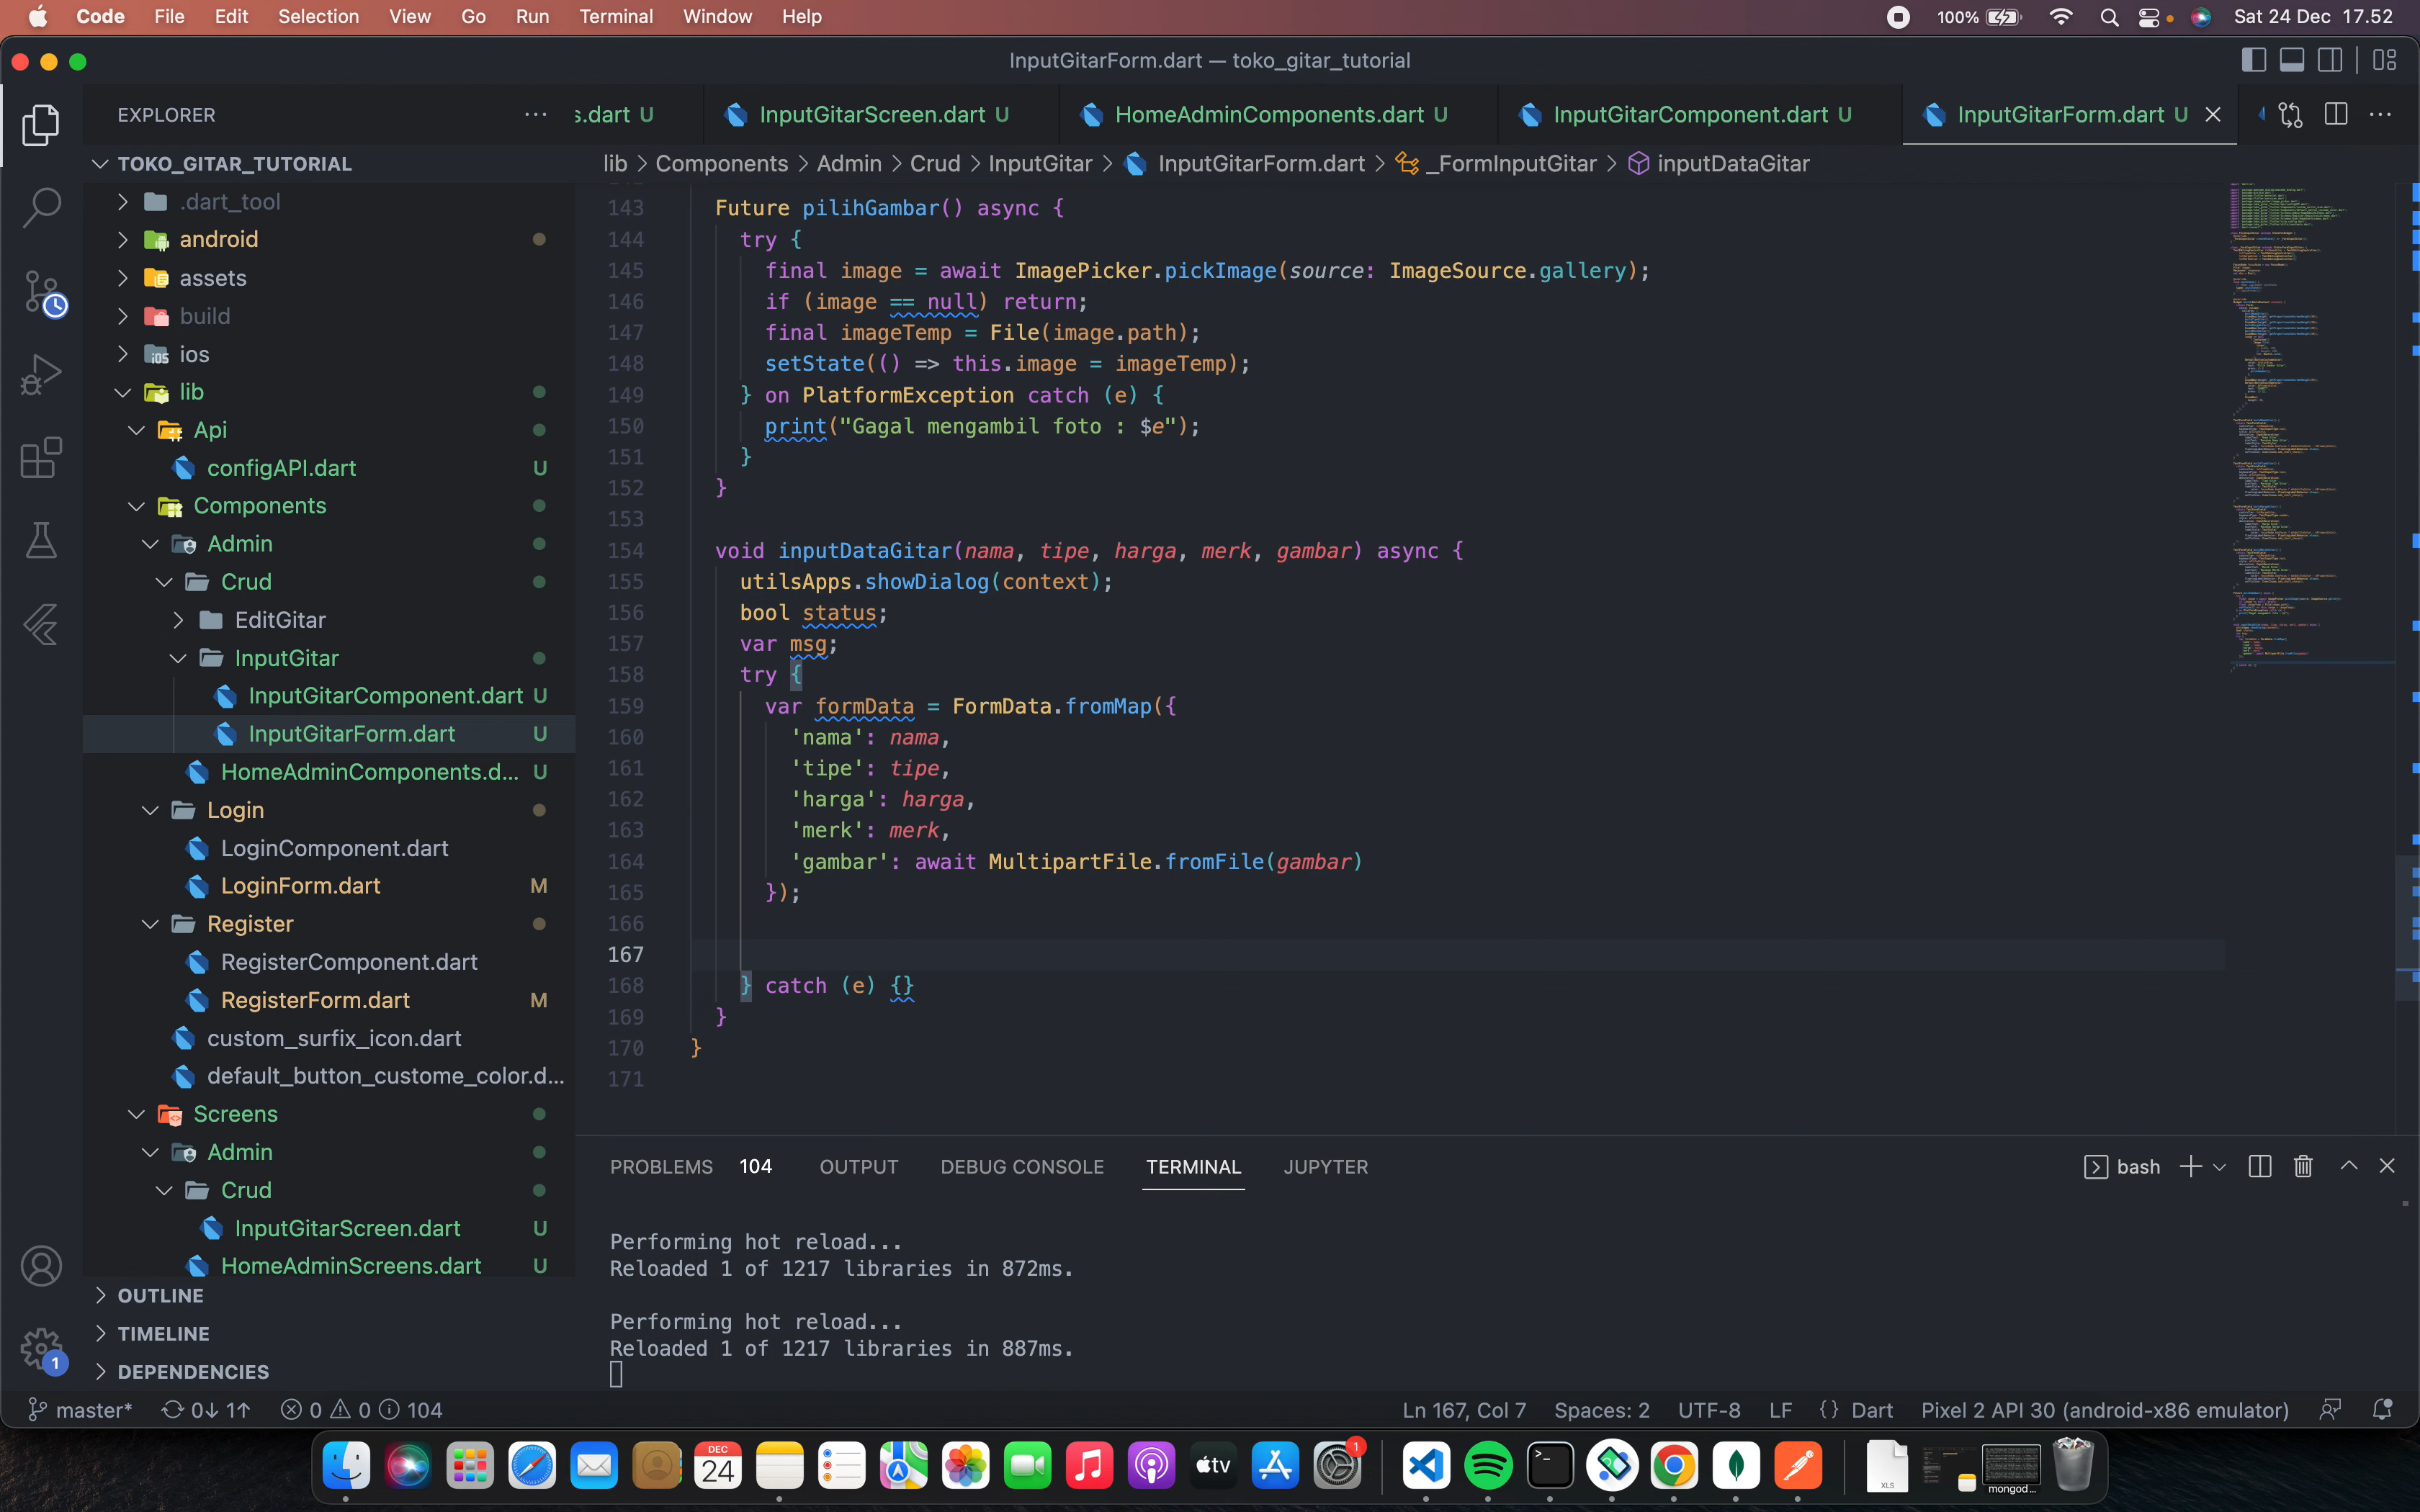 Code File Edit Selection View Go Run Terminal Window Help 100% Sat 24 Dec 17.52
InputGitarForm.dart — toko_gitar_tutorial
EXPLORER
s.dart U InputGitarScreen.dart U HomeAdminComponents.dart U InputGitarComponent.dart U InputGitarForm.dart U
lib > Components > Admin > Crud > InputGitar > InputGitarForm.dart > _FormInputGitar > inputDataGitar
TOKO_GITAR_TUTORIAL
.dart_tool
android
assets
build
ios
lib
Api
configAPI.dart U
Components
Admin
Crud
EditGitar
InputGitar
InputGitarComponent.dart U
InputGitarForm.dart U
HomeAdminComponents.d... U
Login
LoginComponent.dart
LoginForm.dart M
Register
RegisterComponent.dart
RegisterForm.dart M
custom_surfix_icon.dart
default_button_custome_color.d...
Screens
Admin
Crud
InputGitarScreen.dart U
HomeAdminScreens.dart U
OUTLINE
TIMELINE
DEPENDENCIES
143 Future pilihGambar() async {
144 try {
145 final image = await ImagePicker.pickImage(source: ImageSource.gallery);
146 if (image == null) return;
147 final imageTemp = File(image.path);
148 setState(() => this.image = imageTemp);
149 } on PlatformException catch (e) {
150 print("Gagal mengambil foto : $e");
151 }
152 }
153
154 void inputDataGitar(nama, tipe, harga, merk, gambar) async {
155 utilsApps.showDialog(context);
156 bool status;
157 var msg;
158 try {
159 var formData = FormData.fromMap({
160 'nama': nama,
161 'tipe': tipe,
162 'harga': harga,
163 'merk': merk,
164 'gambar': await MultipartFile.fromFile(gambar)
165 });
166
167
168 } catch (e) {}
169 }
170 }
171
PROBLEMS 104 OUTPUT DEBUG CONSOLE TERMINAL JUPYTER bash
Performing hot reload...
Reloaded 1 of 1217 libraries in 872ms.
Performing hot reload...
Reloaded 1 of 1217 libraries in 887ms.
1
master* 0↓ 1↑ 0 0 104 Ln 167, Col 7 Spaces: 2 UTF-8 LF {} Dart Pixel 2 API 30 (android-x86 emulator)
DEC
24
tv
1
XLS
mongod...